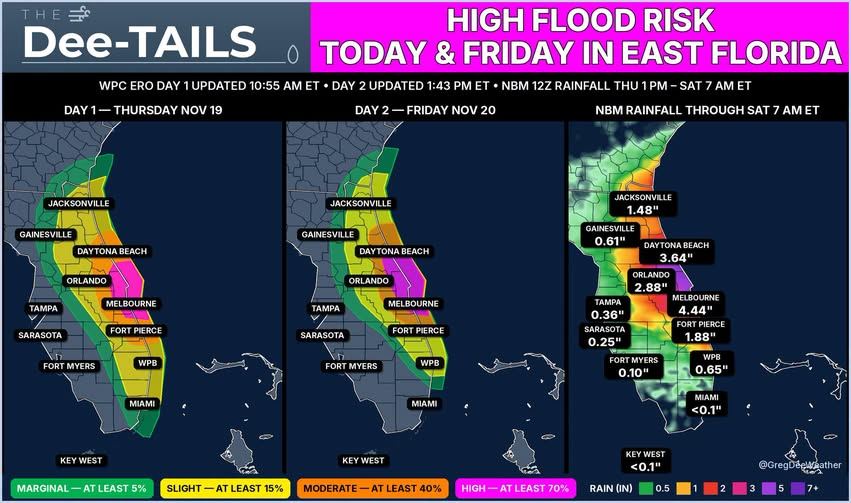 THE
Dee-TAILS
HIGH FLOOD RISK
TODAY & FRIDAY IN EAST FLORIDA
WPC ERO DAY 1 UPDATED 10:55 AM ET • DAY 2 UPDATED 1:43 PM ET • NBM 12Z RAINFALL THU 1 PM – SAT 7 AM ET
DAY 1 — THURSDAY NOV 19
JACKSONVILLE
GAINESVILLE
DAYTONA BEACH
ORLANDO
MELBOURNE
TAMPA
FORT PIERCE
SARASOTA
FORT MYERS
WPB
MIAMI
KEY WEST
DAY 2 — FRIDAY NOV 20
JACKSONVILLE
GAINESVILLE
DAYTONA BEACH
ORLANDO
MELBOURNE
TAMPA
FORT PIERCE
SARASOTA
FORT MYERS
WPB
MIAMI
KEY WEST
NBM RAINFALL THROUGH SAT 7 AM ET
JACKSONVILLE
1.48"
GAINESVILLE
0.61"
DAYTONA BEACH
3.64"
ORLANDO
2.88"
MELBOURNE
4.44"
TAMPA
0.36"
FORT PIERCE
1.88"
SARASOTA
0.25"
FORT MYERS
0.10"
WPB
0.65"
MIAMI
<0.1"
KEY WEST
<0.1"
@GregDeeWeather
MARGINAL — AT LEAST 5%
SLIGHT — AT LEAST 15%
MODERATE — AT LEAST 40%
HIGH — AT LEAST 70%
RAIN (IN) 0.5 1 2 3 5 7+